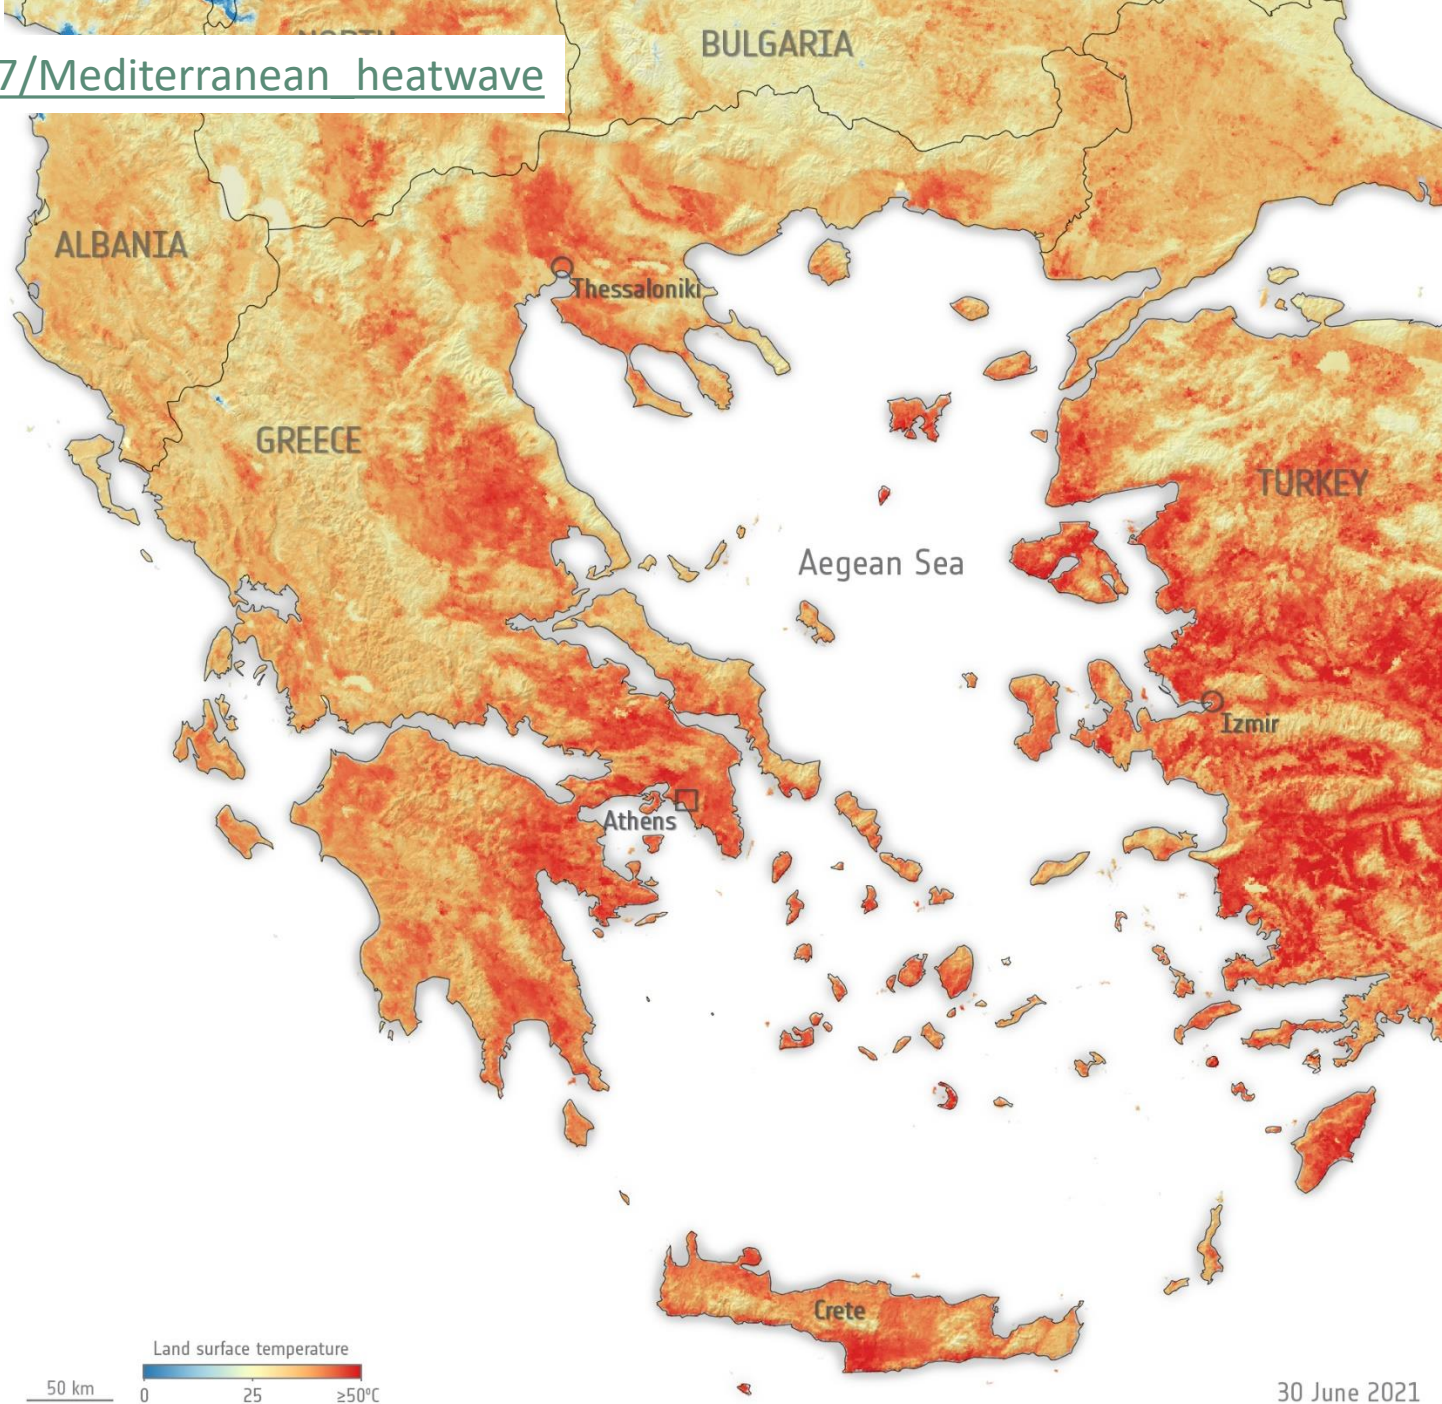 BULGARIA
7/Mediterranean_heatwave
ALBANIA
Thessaloniki
GREECE
TURKEY
Aegean Sea
Izmir
Athens
Crete
Land surface temperature
50 km
0 25 ≥50°C
30 June 2021